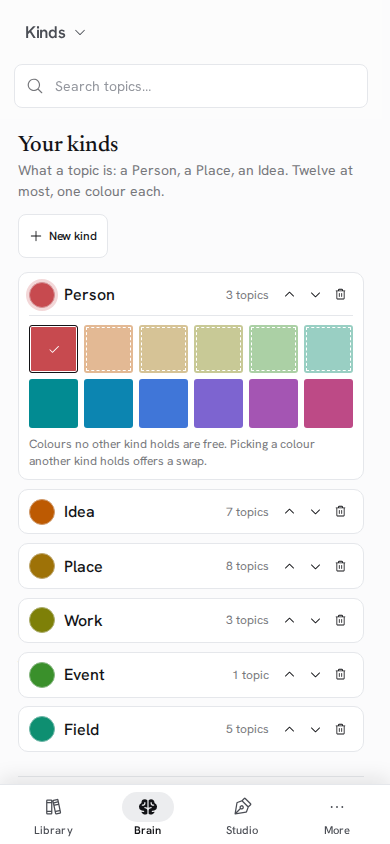 Kinds
Search topics...
Your kinds
What a topic is: a Person, a Place, an Idea. Twelve at
most, one colour each.
New kind
Person 3 topics
Colours no other kind holds are free. Picking a colour
another kind holds offers a swap.
Idea 7 topics
Place 8 topics
Work 3 topics
Event 1 topic
Field 5 topics
Library Brain Studio More